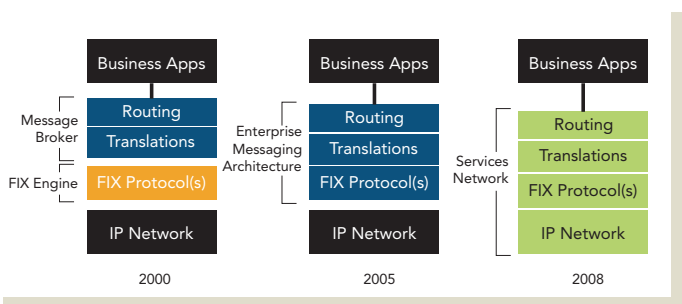 Business Apps
Message
Broker
Routing
Translations
FIX Engine
FIX Protocol(s)
IP Network
2000
Business Apps
Enterprise
Messaging
Architecture
Routing
Translations
FIX Protocol(s)
IP Network
2005
Business Apps
Services
Network
Routing
Translations
FIX Protocol(s)
IP Network
2008